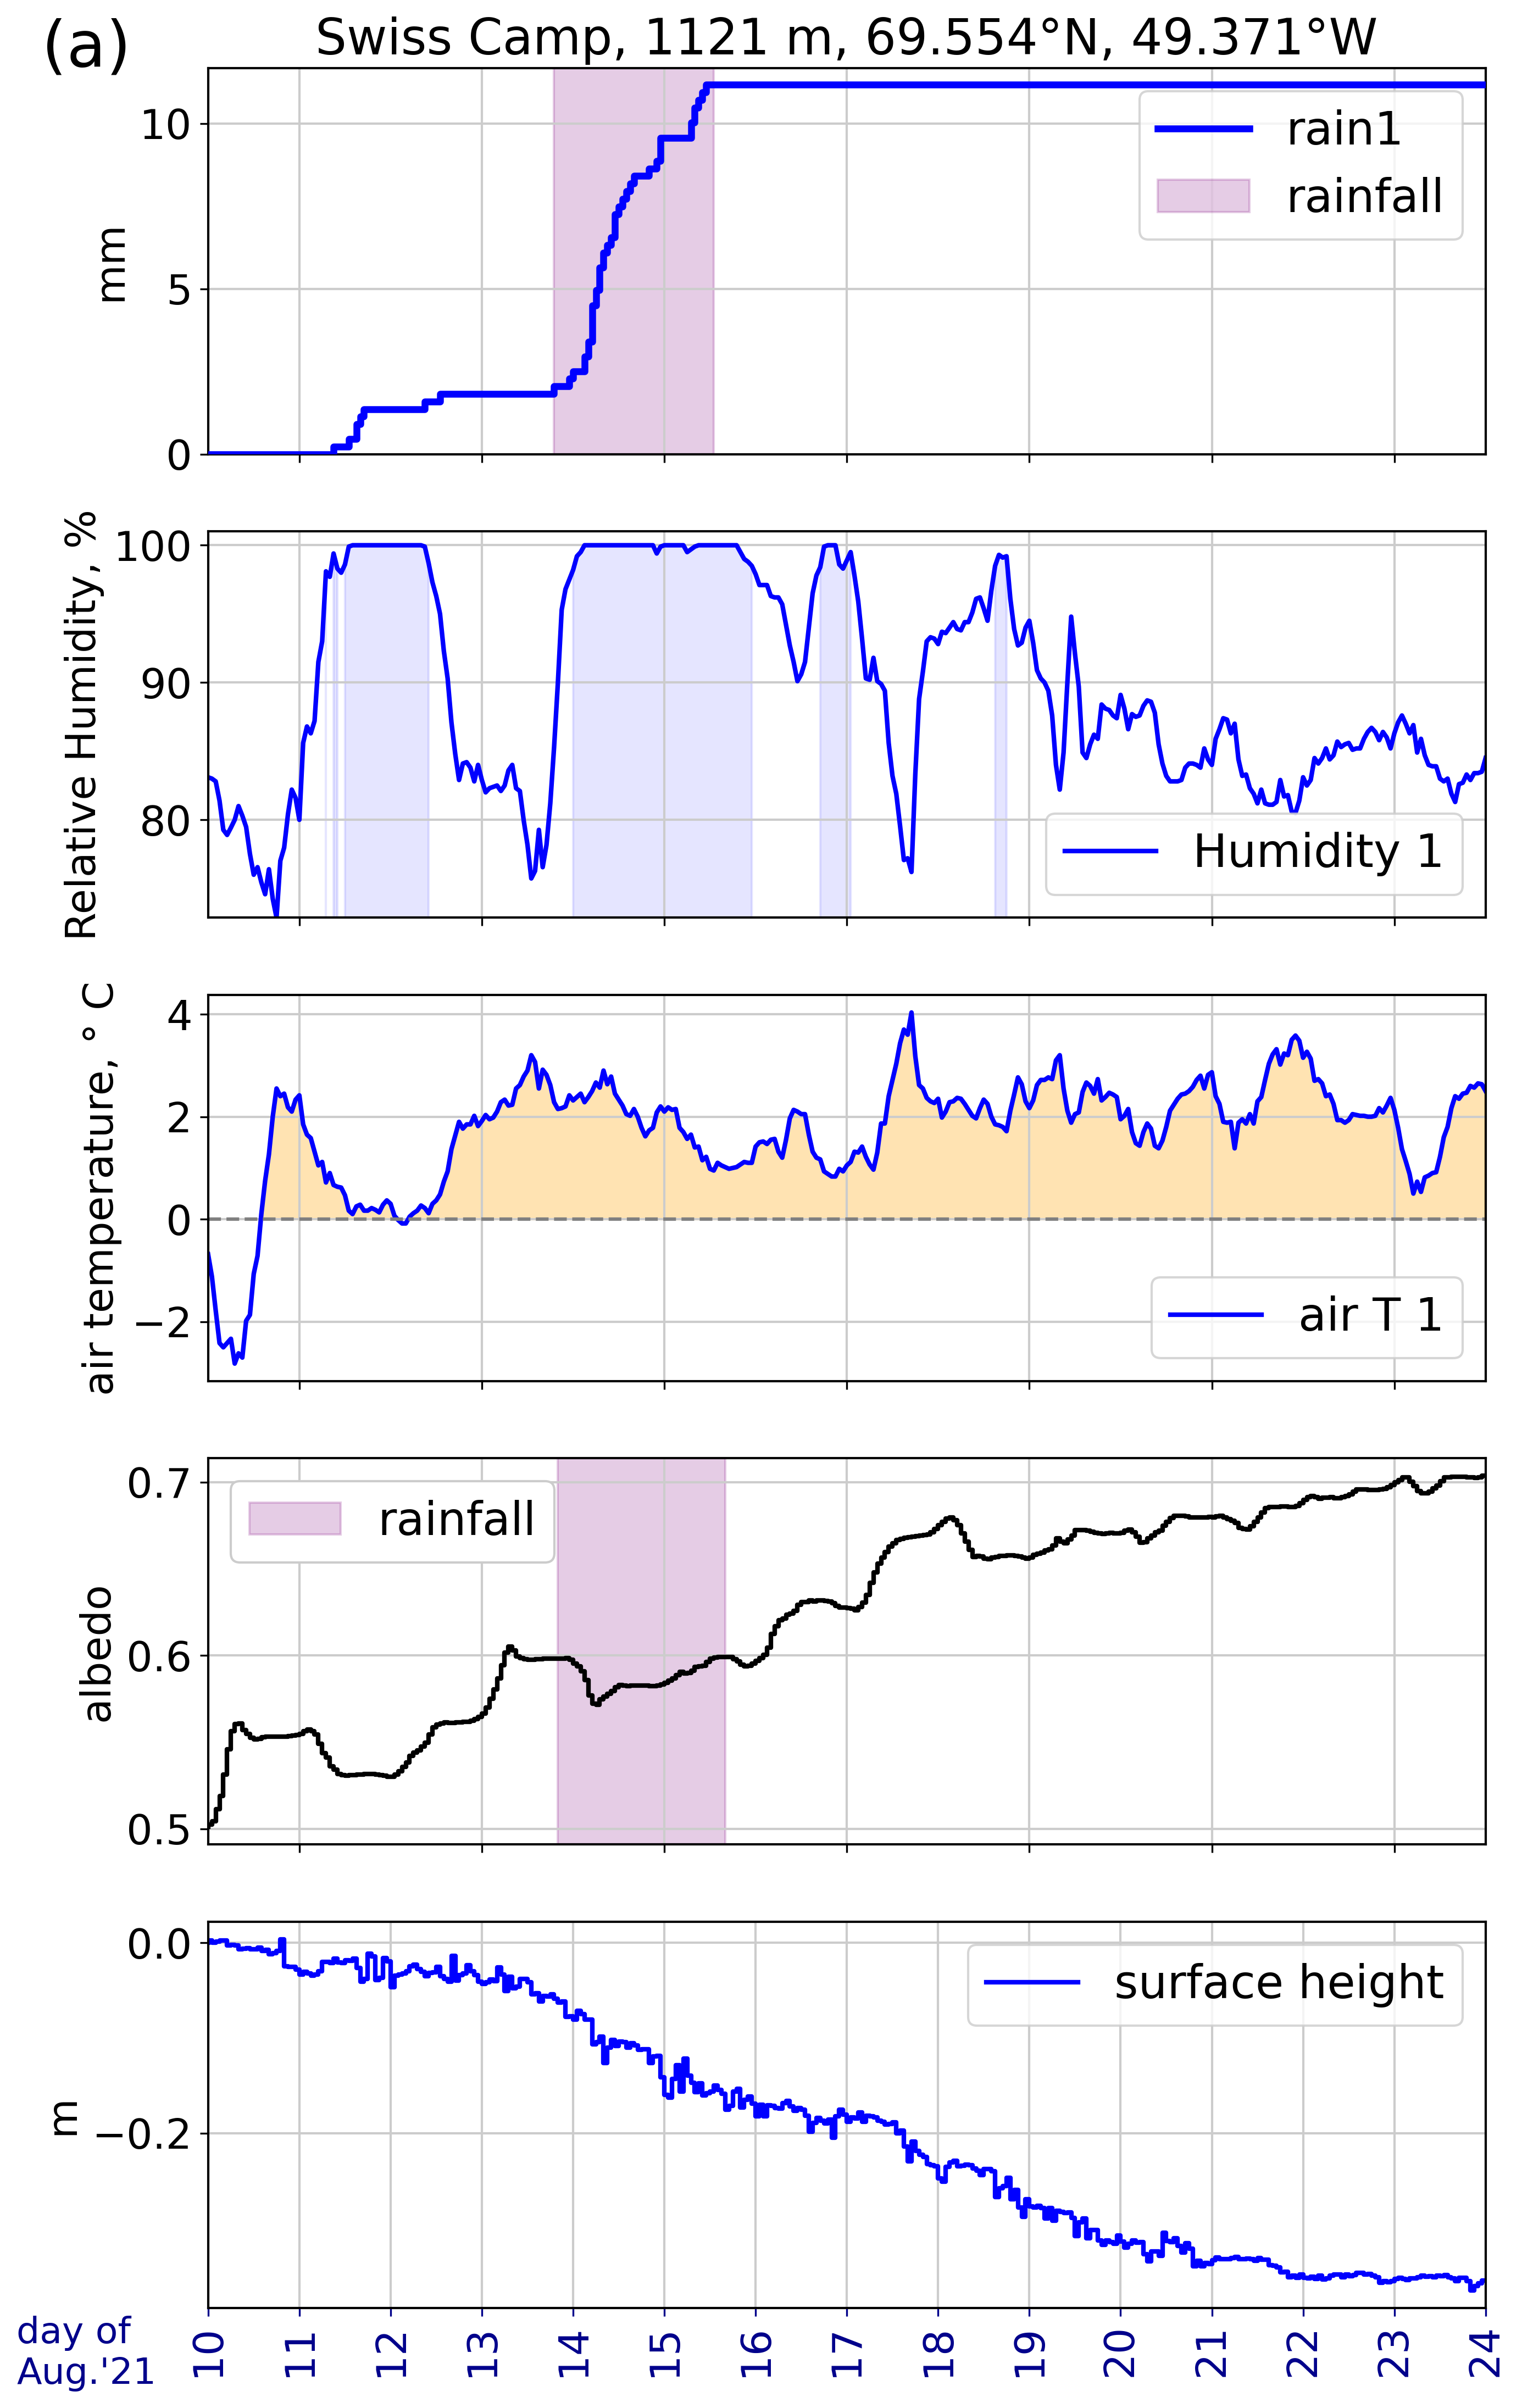 (a)
Swiss Camp, 1121 m, 69.554°N, 49.371°W
mm
10
5
0
rain1
rainfall
Relative Humidity, %
100
90
80
Humidity 1
air temperature, ° C
4
2
0
−2
air T 1
albedo
0.7
0.6
0.5
rainfall
m
0.0
−0.2
surface height
day of
Aug.'21
10 11 12 13 14 15 16 17 18 19 20 21 22 23 24